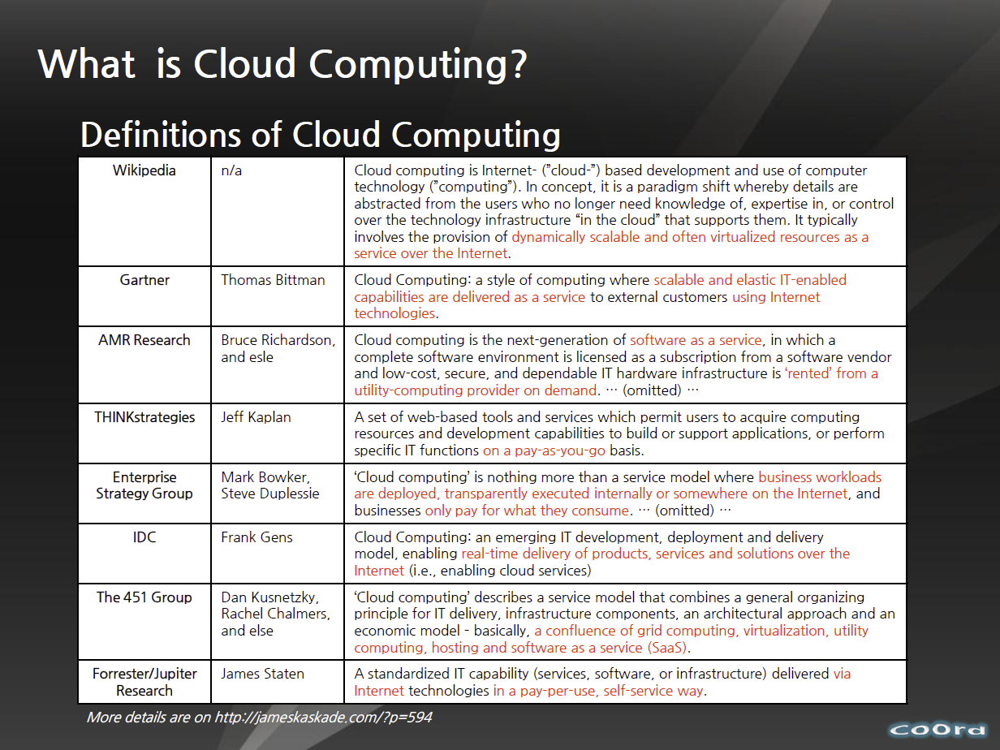 What is Cloud Computing?
Definitions of Cloud Computing
Wikipedia
n/a
Cloud computing is Internet- (”cloud-”) based development and use of computer
technology (”computing”). In concept, it is a paradigm shift whereby details are
abstracted from the users who no longer need knowledge of, expertise in, or control
over the technology infrastructure “in the cloud” that supports them. It typically
involves the provision of dynamically scalable and often virtualized resources as a
service over the Internet.
Gartner
Thomas Bittman
Cloud Computing: a style of computing where scalable and elastic IT-enabled
capabilities are delivered as a service to external customers using Internet
technologies.
AMR Research
Bruce Richardson,
and esle
Cloud computing is the next-generation of software as a service, in which a
complete software environment is licensed as a subscription from a software vendor
and low-cost, secure, and dependable IT hardware infrastructure is ‘rented’ from a
utility-computing provider on demand. … (omitted) …
THINKstrategies
Jeff Kaplan
A set of web-based tools and services which permit users to acquire computing
resources and development capabilities to build or support applications, or perform
specific IT functions on a pay-as-you-go basis.
Enterprise
Strategy Group
Mark Bowker,
Steve Duplessie
‘Cloud computing’ is nothing more than a service model where business workloads
are deployed, transparently executed internally or somewhere on the Internet, and
businesses only pay for what they consume. … (omitted) …
IDC
Frank Gens
Cloud Computing: an emerging IT development, deployment and delivery
model, enabling real-time delivery of products, services and solutions over the
Internet (i.e., enabling cloud services)
The 451 Group
Dan Kusnetzky,
Rachel Chalmers,
and else
‘Cloud computing’ describes a service model that combines a general organizing
principle for IT delivery, infrastructure components, an architectural approach and an
economic model - basically, a confluence of grid computing, virtualization, utility
computing, hosting and software as a service (SaaS).
Forrester/Jupiter
Research
James Staten
A standardized IT capability (services, software, or infrastructure) delivered via
Internet technologies in a pay-per-use, self-service way.
More details are on http://jameskaskade.com/?p=594
coOrd